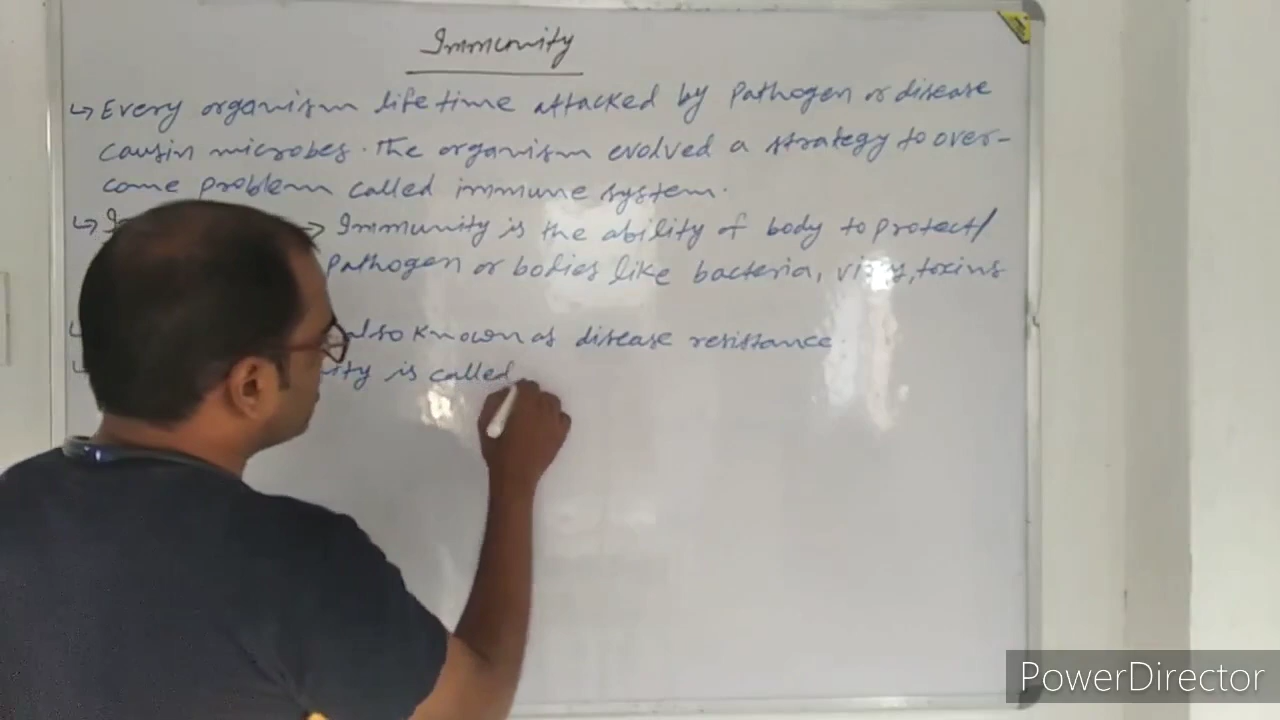 Immunity
↳ Every organism life time attacked by pathogen or disease
causin microbes. The organism evolved a strategy to over-
come problem called immune system.
→ Immunity is the ability of body to protect/
pathogen or bodies like bacteria, virus, toxins
also known as disease resistance.
is called
PowerDirector